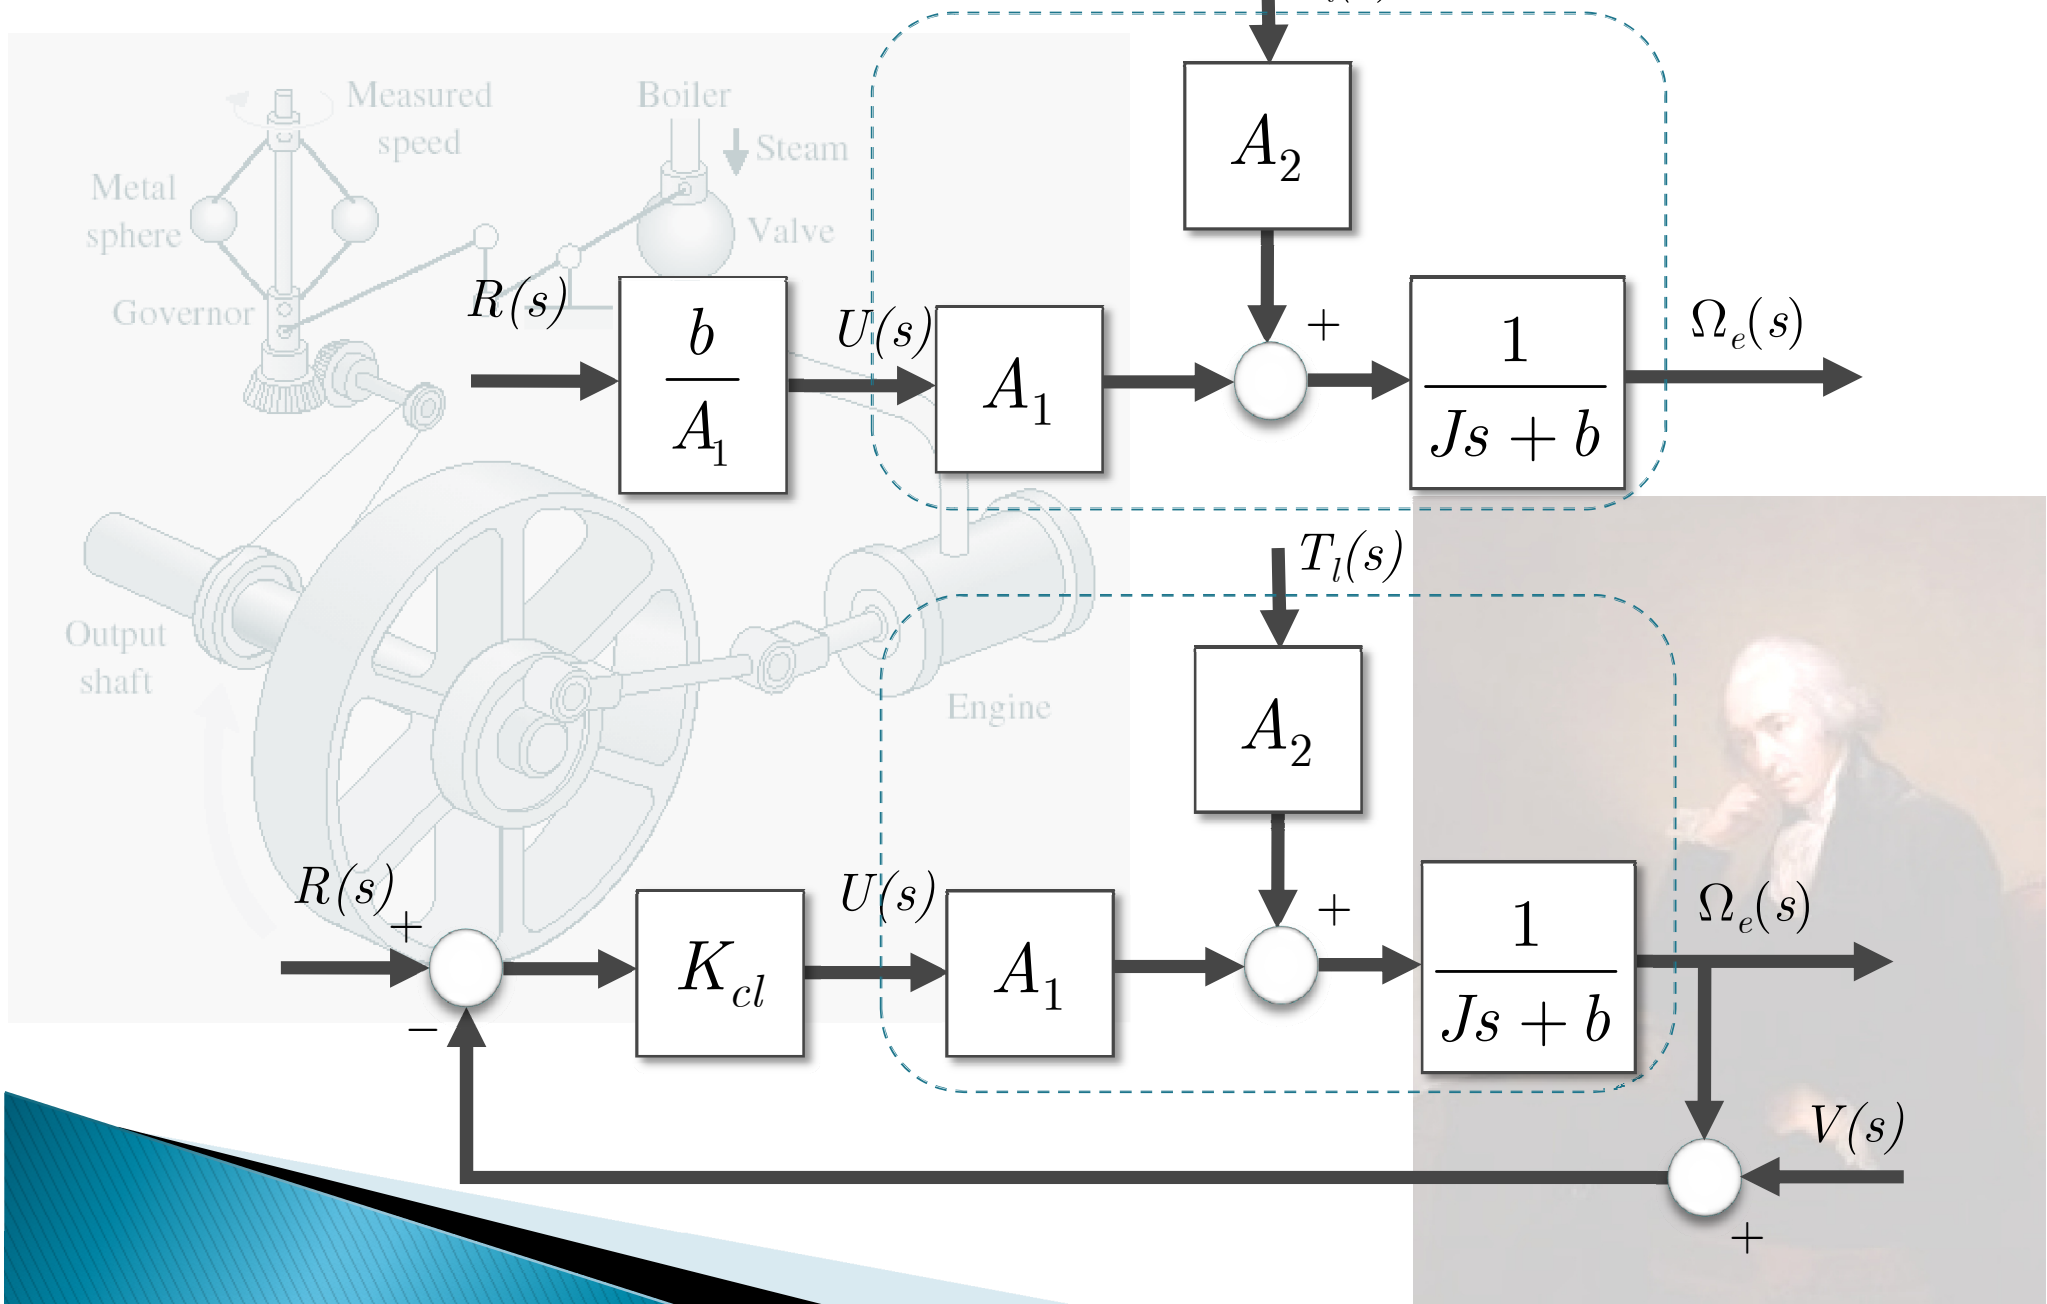 Measured
speed
Boiler
Steam
Metal
sphere
Valve
Governor
A₂
R(s)
b
A₁
U(s)
A₁
+
1
Js + b
Ωₑ(s)
Output
shaft
Engine
Tₗ(s)
A₂
R(s)
+
−
K_cl
U(s)
A₁
+
1
Js + b
Ωₑ(s)
V(s)
+